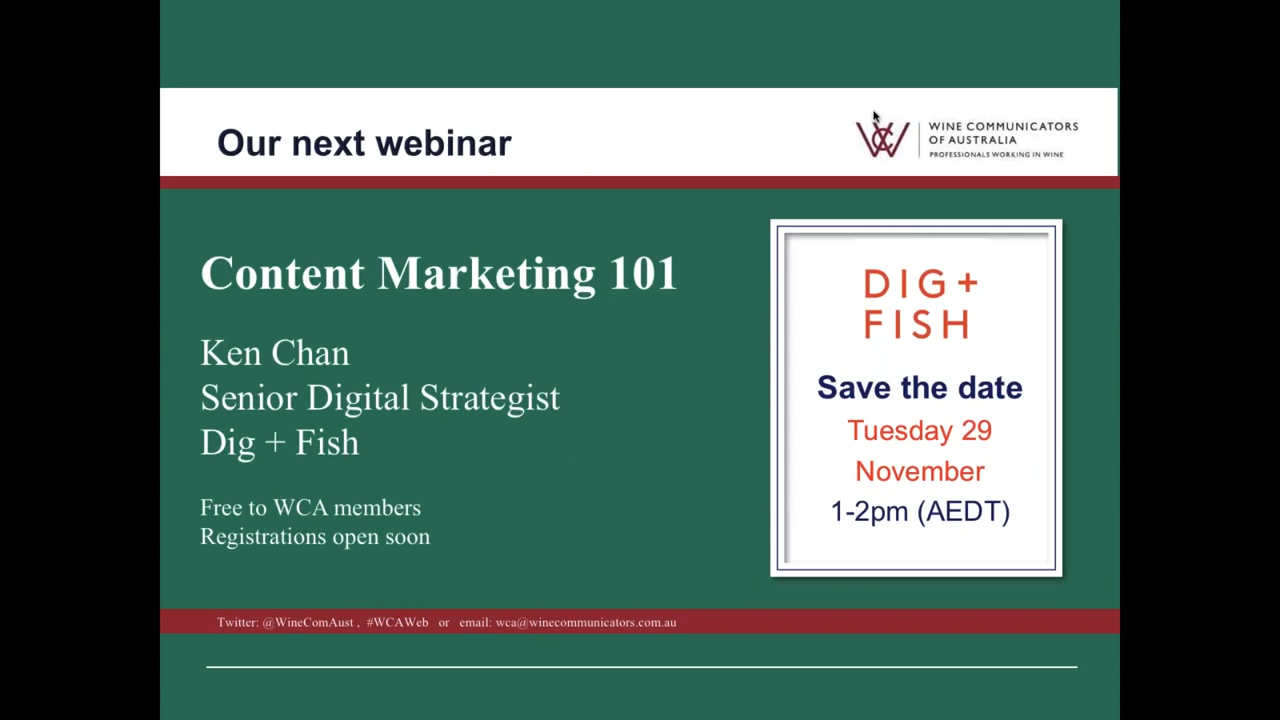 Our next webinar
WINE COMMUNICATORS
OF AUSTRALIA
PROFESSIONALS WORKING IN WINE
Content Marketing 101
Ken Chan
Senior Digital Strategist
Dig + Fish
Free to WCA members
Registrations open soon
DIG +
FISH
Save the date
Tuesday 29
November
1-2pm (AEDT)
Twitter: @WineComAust , #WCAWeb or email: wca@winecommunicators.com.au